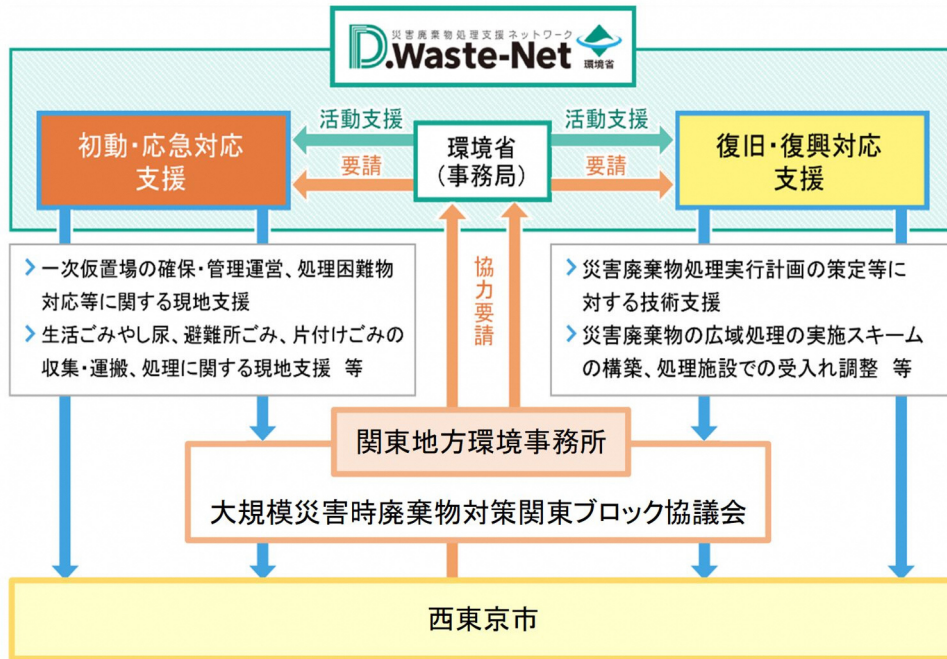 災害廃棄物処理支援ネットワーク
D.Waste-Net
環境省
初動・応急対応
支援
活動支援
要請
環境省
(事務局)
活動支援
要請
復旧・復興対応
支援
一次仮置場の確保・管理運営、処理困難物
対応等に関する現地支援
生活ごみやし尿、避難所ごみ、片付けごみの
収集・運搬、処理に関する現地支援 等
協力要請
災害廃棄物処理実行計画の策定等に
対する技術支援
災害廃棄物の広域処理の実施スキーム
の構築、処理施設での受入れ調整 等
関東地方環境事務所
大規模災害時廃棄物対策関東ブロック協議会
西東京市